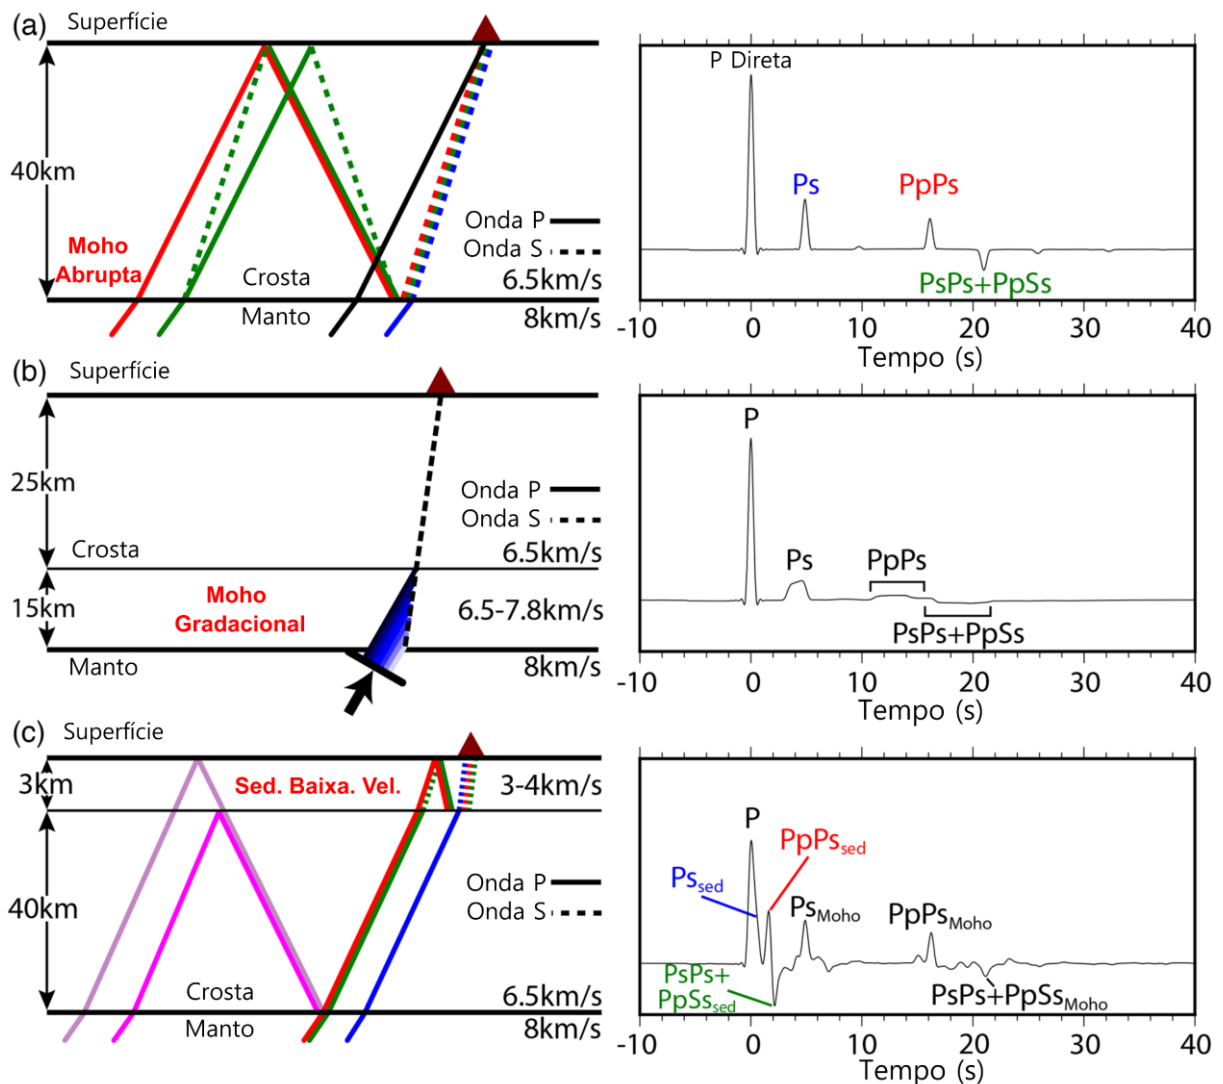 (a) Superfície
40km
Moho
Abrupta
Onda P
Onda S
Crosta
6.5km/s
Manto
8km/s
P Direta
Ps
PpPs
PsPs+PpSs
-10 0 10 20 30 40
Tempo (s)
(b) Superfície
25km
Onda P
Onda S
Crosta
6.5km/s
15km
Moho
Gradacional
6.5-7.8km/s
Manto
8km/s
P
Ps
PpPs
PsPs+PpSs
-10 0 10 20 30 40
Tempo (s)
(c) Superfície
3km
Sed. Baixa. Vel.
3-4km/s
40km
Onda P
Onda S
Crosta
6.5km/s
Manto
8km/s
P
PpPssed
Pssed
PsMoho
PpPsMoho
PsPs+
PpSssed
PsPs+PpSsMoho
-10 0 10 20 30 40
Tempo (s)